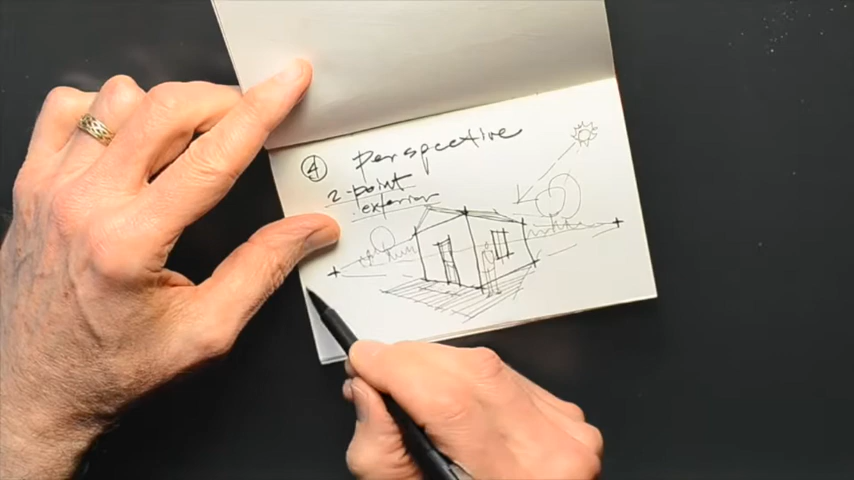 ④ Perspective
2-point
exterior